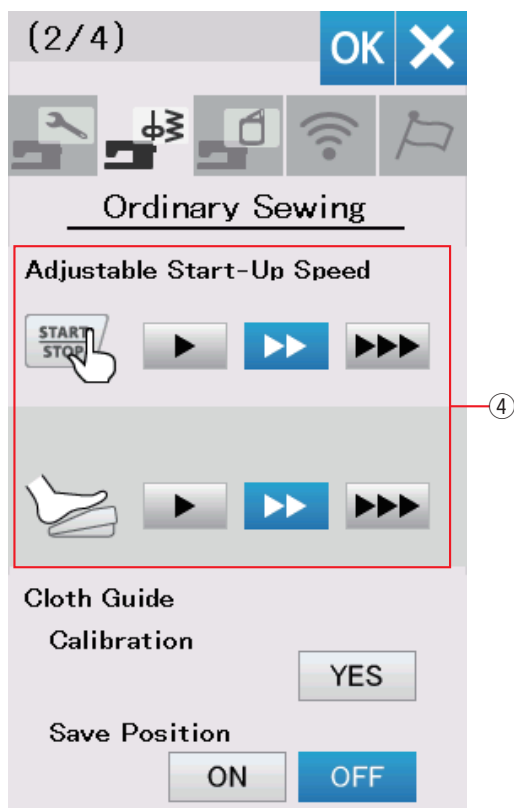 (2/4)
OK
Ordinary Sewing
Adjustable Start-Up Speed
START
STOP
④
Cloth Guide
Calibration
YES
Save Position
ON OFF